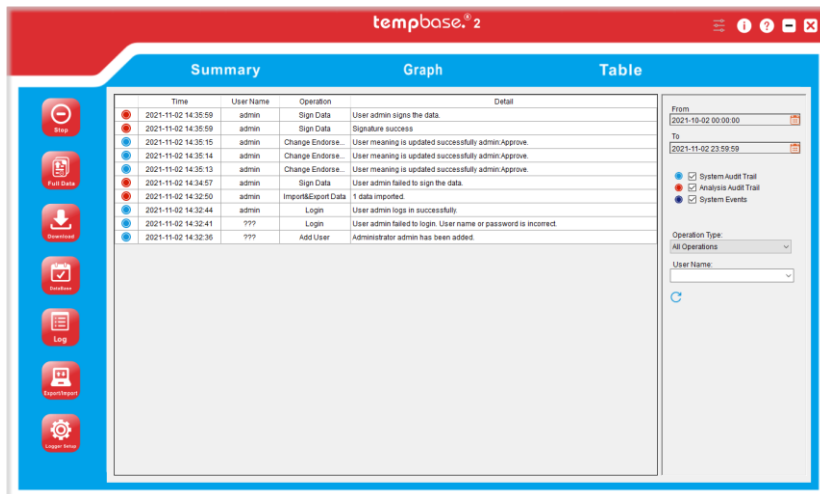 tempbase.® 2
Summary Graph Table
Stop
Full Data
Download
DataBase
Log
Export/Import
Logger Setup
Time User Name Operation Detail
2021-11-02 14:35:59 admin Sign Data User admin signs the data.
2021-11-02 14:35:59 admin Sign Data Signature success
2021-11-02 14:35:15 admin Change Endorse... User meaning is updated successfully admin:Approve.
2021-11-02 14:35:14 admin Change Endorse... User meaning is updated successfully admin:Approve.
2021-11-02 14:35:13 admin Change Endorse... User meaning is updated successfully admin:Approve.
2021-11-02 14:34:57 admin Sign Data User admin failed to sign the data.
2021-11-02 14:32:50 admin Import&Export Data 1 data imported.
2021-11-02 14:32:44 admin Login User admin logs in successfully.
2021-11-02 14:32:41 ??? Login User admin failed to login. User name or password is incorrect.
2021-11-02 14:32:36 ??? Add User Administrator admin has been added.
From
2021-10-02 00:00:00
To
2021-11-02 23:59:59
System Audit Trail
Analysis Audit Trail
System Events
Operation Type:
All Operations
User Name: